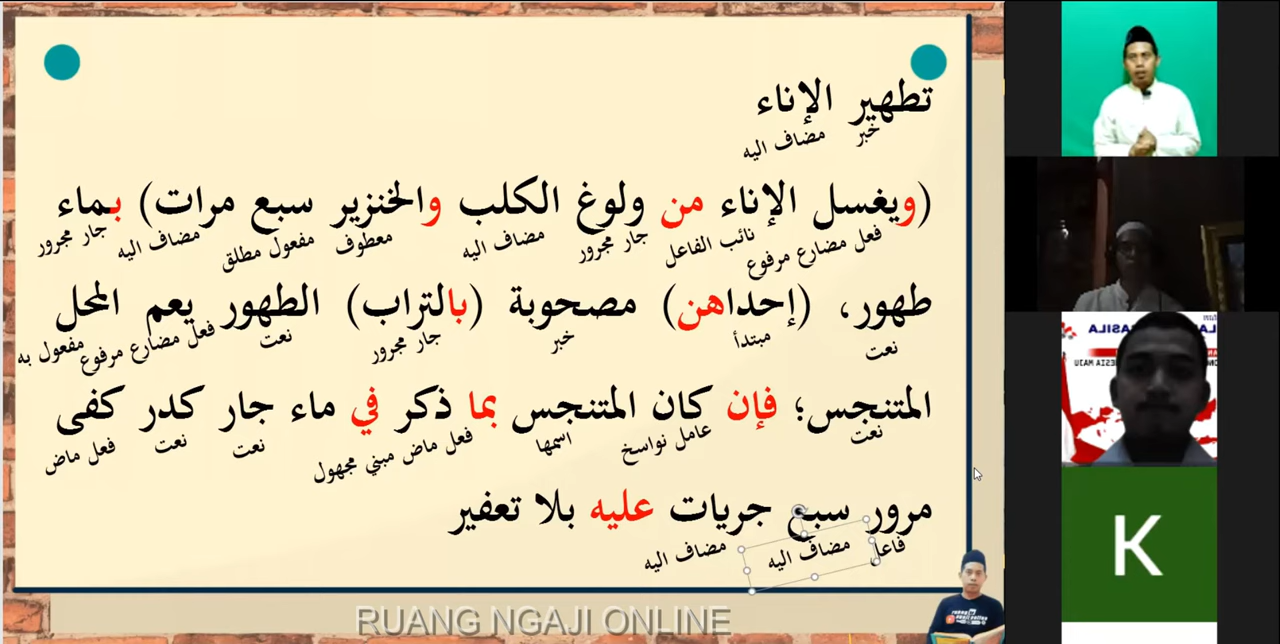 تطهير الإناء
خبر مضاف اليه
(ويغسل الإناء من ولوغ الكلب والخنزير سبع مرات) بماء
فعل مضارع مرفوع نائب الفاعل جار مجرور مضاف اليه معطوف مفعول مطلق مضاف اليه جار مجرور
طهور، (إحداهن) مصحوبة (بالتراب) الطهور يعم المحل
نعت مبتدأ خبر جار مجرور نعت فعل مضارع مرفوع مفعول به
المتنجس؛ فإن كان المتنجس بما ذكر في ماء جار كدر كفى
نعت عامل نواسخ اسمها فعل ماض مبني مجهول نعت نعت فعل ماض
مرور سبع جريات عليه بلا تعفير
فاعل مضاف اليه مضاف اليه
RUANG NGAJI ONLINE
K